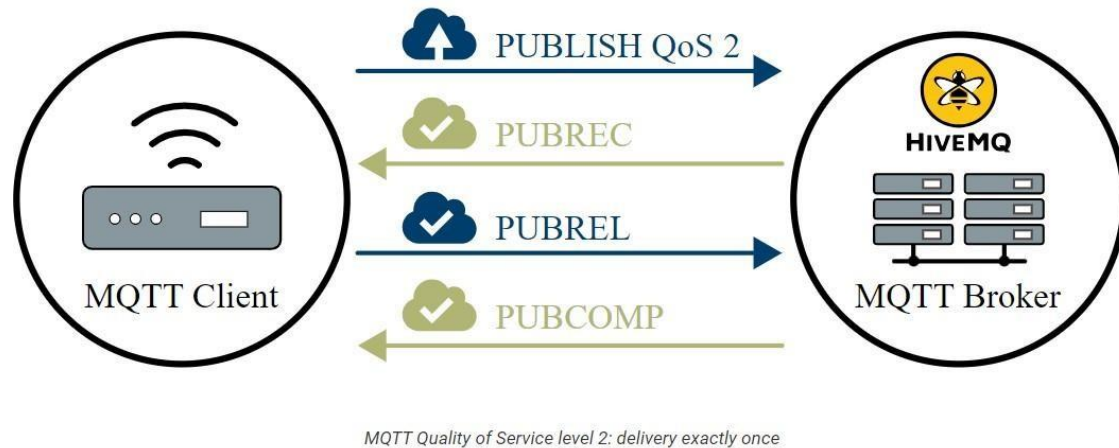 PUBLISH QoS 2
PUBREC
PUBREL
PUBCOMP
MQTT Client
HIVEMQ
MQTT Broker
MQTT Quality of Service level 2: delivery exactly once